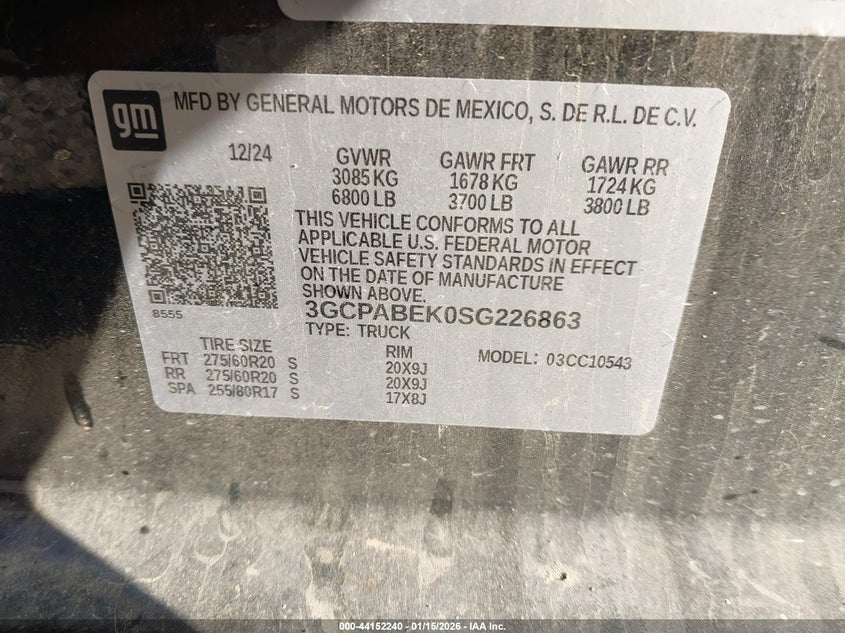 gm
MFD BY GENERAL MOTORS DE MEXICO, S. DE R.L. DE C.V.
12/24 GVWR GAWR FRT GAWR RR
3085 KG 1678 KG 1724 KG
6800 LB 3700 LB 3800 LB
THIS VEHICLE CONFORMS TO ALL
APPLICABLE U.S. FEDERAL MOTOR
VEHICLE SAFETY STANDARDS IN EFFECT
ON THE DATE OF MANUFACTURE
SHOWN ABOVE.
8555
3GCPABEK0SG226863
TYPE: TRUCK
TIRE SIZE RIM MODEL: 03CC10543
FRT 275/60R20 S 20X9J
RR 275/60R20 S 20X9J
SPA 255/80R17 S 17X8J
000-44152240 - 01/15/2026 - IAA Inc.